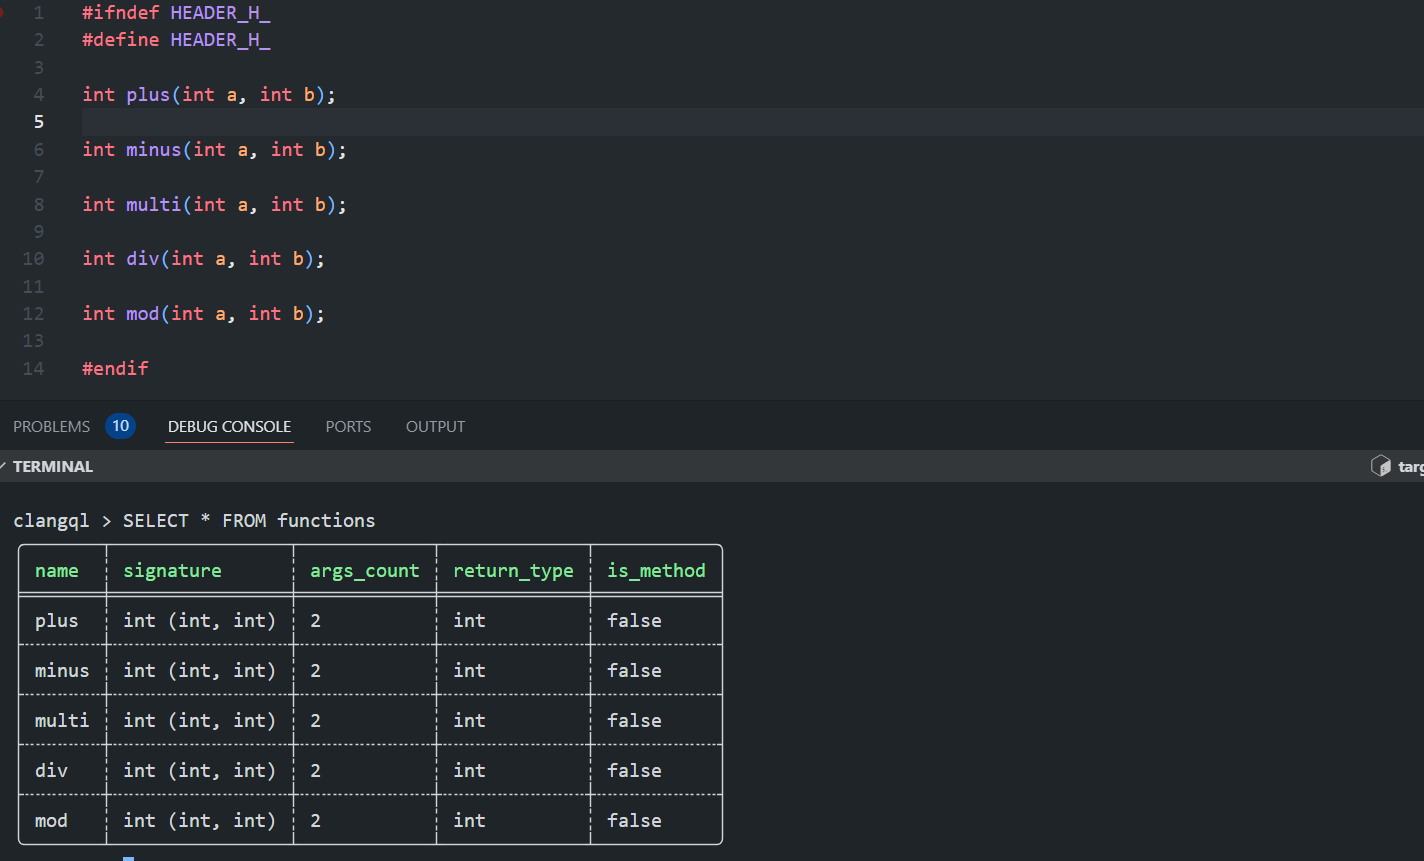 1 #ifndef HEADER_H_
2 #define HEADER_H_
3
4 int plus(int a, int b);
5
6 int minus(int a, int b);
7
8 int multi(int a, int b);
9
10 int div(int a, int b);
11
12 int mod(int a, int b);
13
14 #endif
PROBLEMS 10 DEBUG CONSOLE PORTS OUTPUT
TERMINAL
clangql > SELECT * FROM functions
name signature args_count return_type is_method
plus int (int, int) 2 int false
minus int (int, int) 2 int false
multi int (int, int) 2 int false
div int (int, int) 2 int false
mod int (int, int) 2 int false